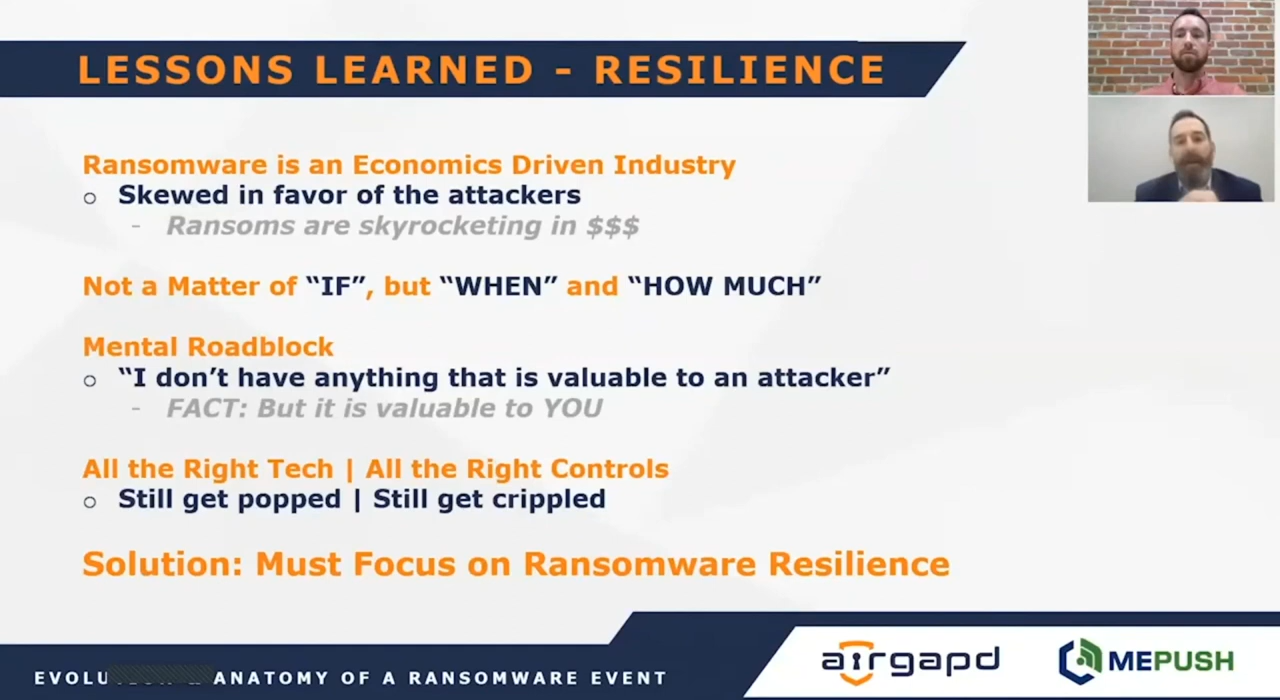 LESSONS LEARNED - RESILIENCE
Ransomware is an Economics Driven Industry
o Skewed in favor of the attackers
- Ransoms are skyrocketing in $$$
Not a Matter of “IF”, but “WHEN” and “HOW MUCH”
Mental Roadblock
o “I don’t have anything that is valuable to an attacker”
- FACT: But it is valuable to YOU
All the Right Tech | All the Right Controls
o Still get popped | Still get crippled
Solution: Must Focus on Ransomware Resilience
ANATOMY OF A RANSOMWARE EVENT
airgapd
MEPUSH